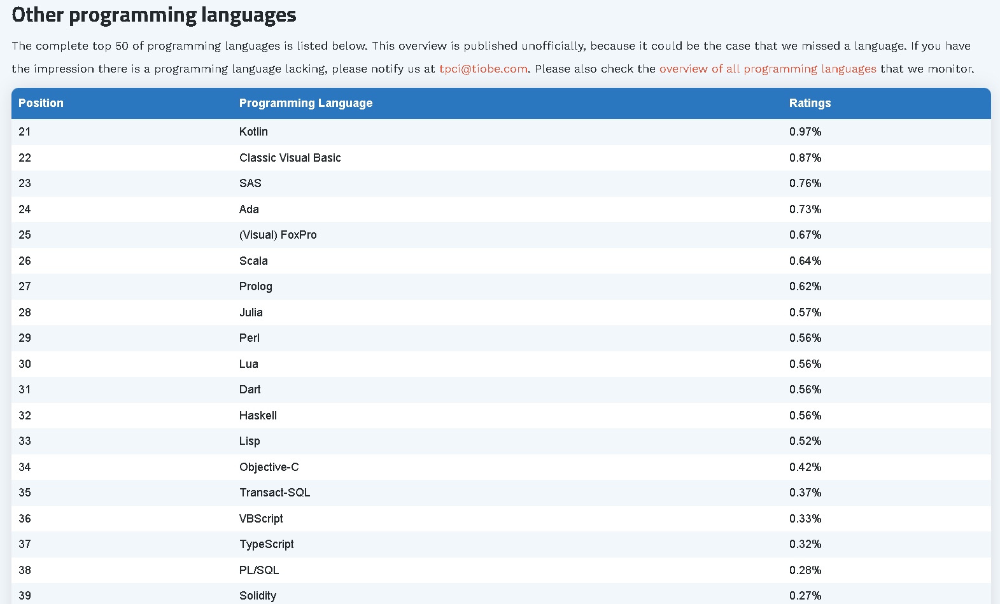 Other programming languages
The complete top 50 of programming languages is listed below. This overview is published unofficially, because it could be the case that we missed a language. If you have
the impression there is a programming language lacking, please notify us at tpci@tiobe.com. Please also check the overview of all programming languages that we monitor.
Position Programming Language Ratings
21 Kotlin 0.97%
22 Classic Visual Basic 0.87%
23 SAS 0.76%
24 Ada 0.73%
25 (Visual) FoxPro 0.67%
26 Scala 0.64%
27 Prolog 0.62%
28 Julia 0.57%
29 Perl 0.56%
30 Lua 0.56%
31 Dart 0.56%
32 Haskell 0.56%
33 Lisp 0.52%
34 Objective-C 0.42%
35 Transact-SQL 0.37%
36 VBScript 0.33%
37 TypeScript 0.32%
38 PL/SQL 0.28%
39 Solidity 0.27%